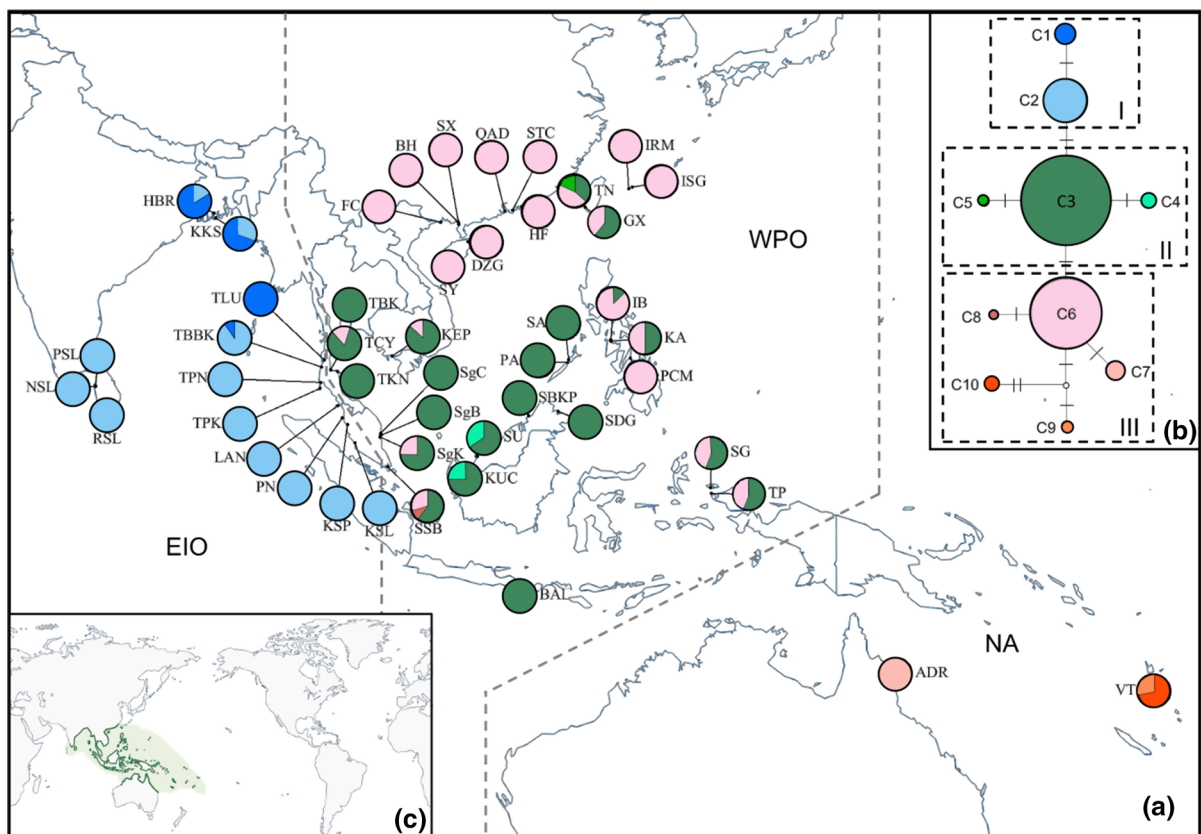 SX
QAD
STC
BH
FC
IRM
ISG
TN
GX
HF
DZG
SY
HBR
KKS
WPO
TLU
TBK
TBBK
TCY
KEP
TKN
PSL
NSL
RSL
TPN
TPK
LAN
PN
KSP
KSL
SSB
SgC
SgB
SgK
SU
KUC
SA
PA
SBKP
SDG
IB
KA
PCM
SG
TP
EIO
BAL
NA
ADR
VT
(a)
C1
C2
I
C5
C3
C4
II
C8
C6
C7
C10
C9
III
(b)
(c)